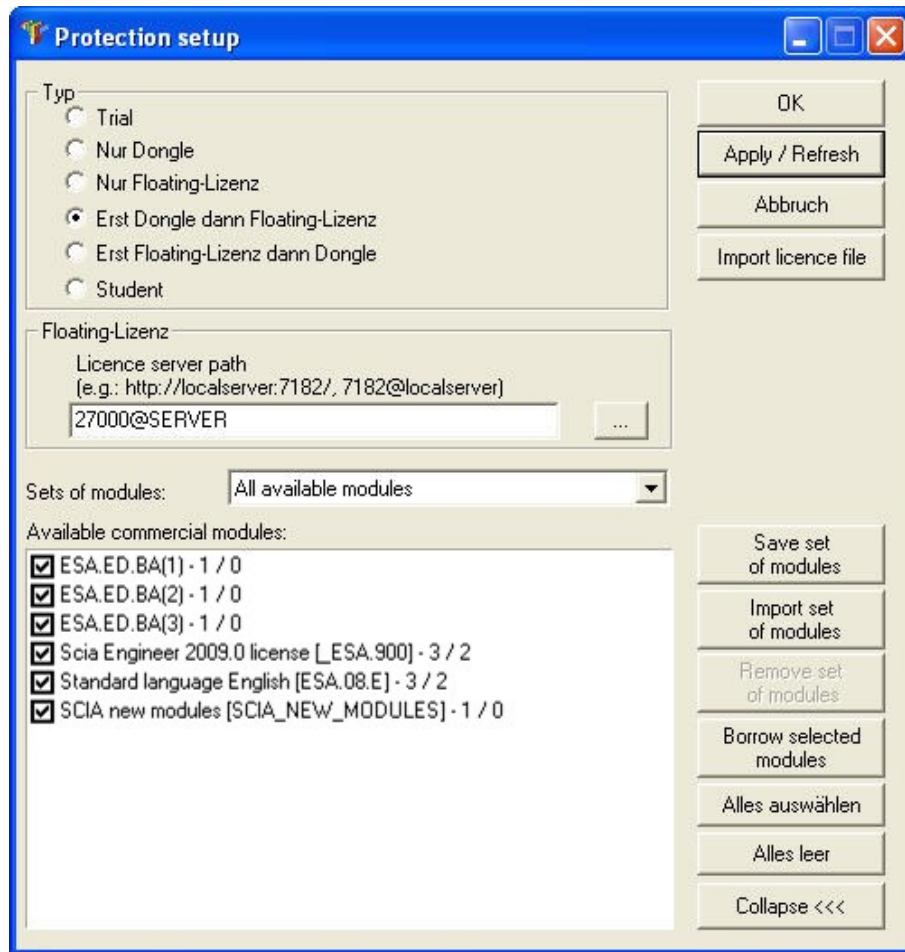 Protection setup
Typ
Trial
Nur Dongle
Nur Floating-Lizenz
Erst Dongle dann Floating-Lizenz
Erst Floating-Lizenz dann Dongle
Student
OK
Apply / Refresh
Abbruch
Import licence file
Floating-Lizenz
Licence server path
(e.g.: http://localserver:7182/, 7182@localserver)
27000@SERVER
...
Sets of modules:
All available modules
Available commercial modules:
ESA.ED.BA(1) - 1 / 0
ESA.ED.BA(2) - 1 / 0
ESA.ED.BA(3) - 1 / 0
Scia Engineer 2009.0 license [_ESA.900] - 3 / 2
Standard language English [ESA.08.E] - 3 / 2
SCIA new modules [SCIA_NEW_MODULES] - 1 / 0
Save set
of modules
Import set
of modules
Remove set
of modules
Borrow selected
modules
Alles auswählen
Alles leer
Collapse <<<